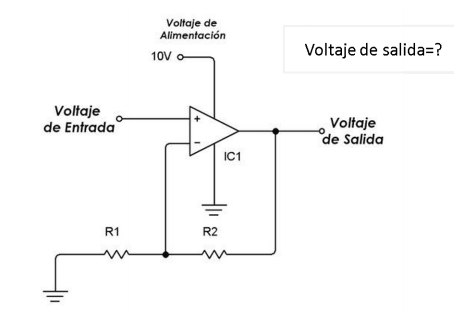 Voltaje de
Alimentación
10V
Voltaje de salida=?
Voltaje
de Entrada
+
-
IC1
Voltaje
de Salida
R1
R2